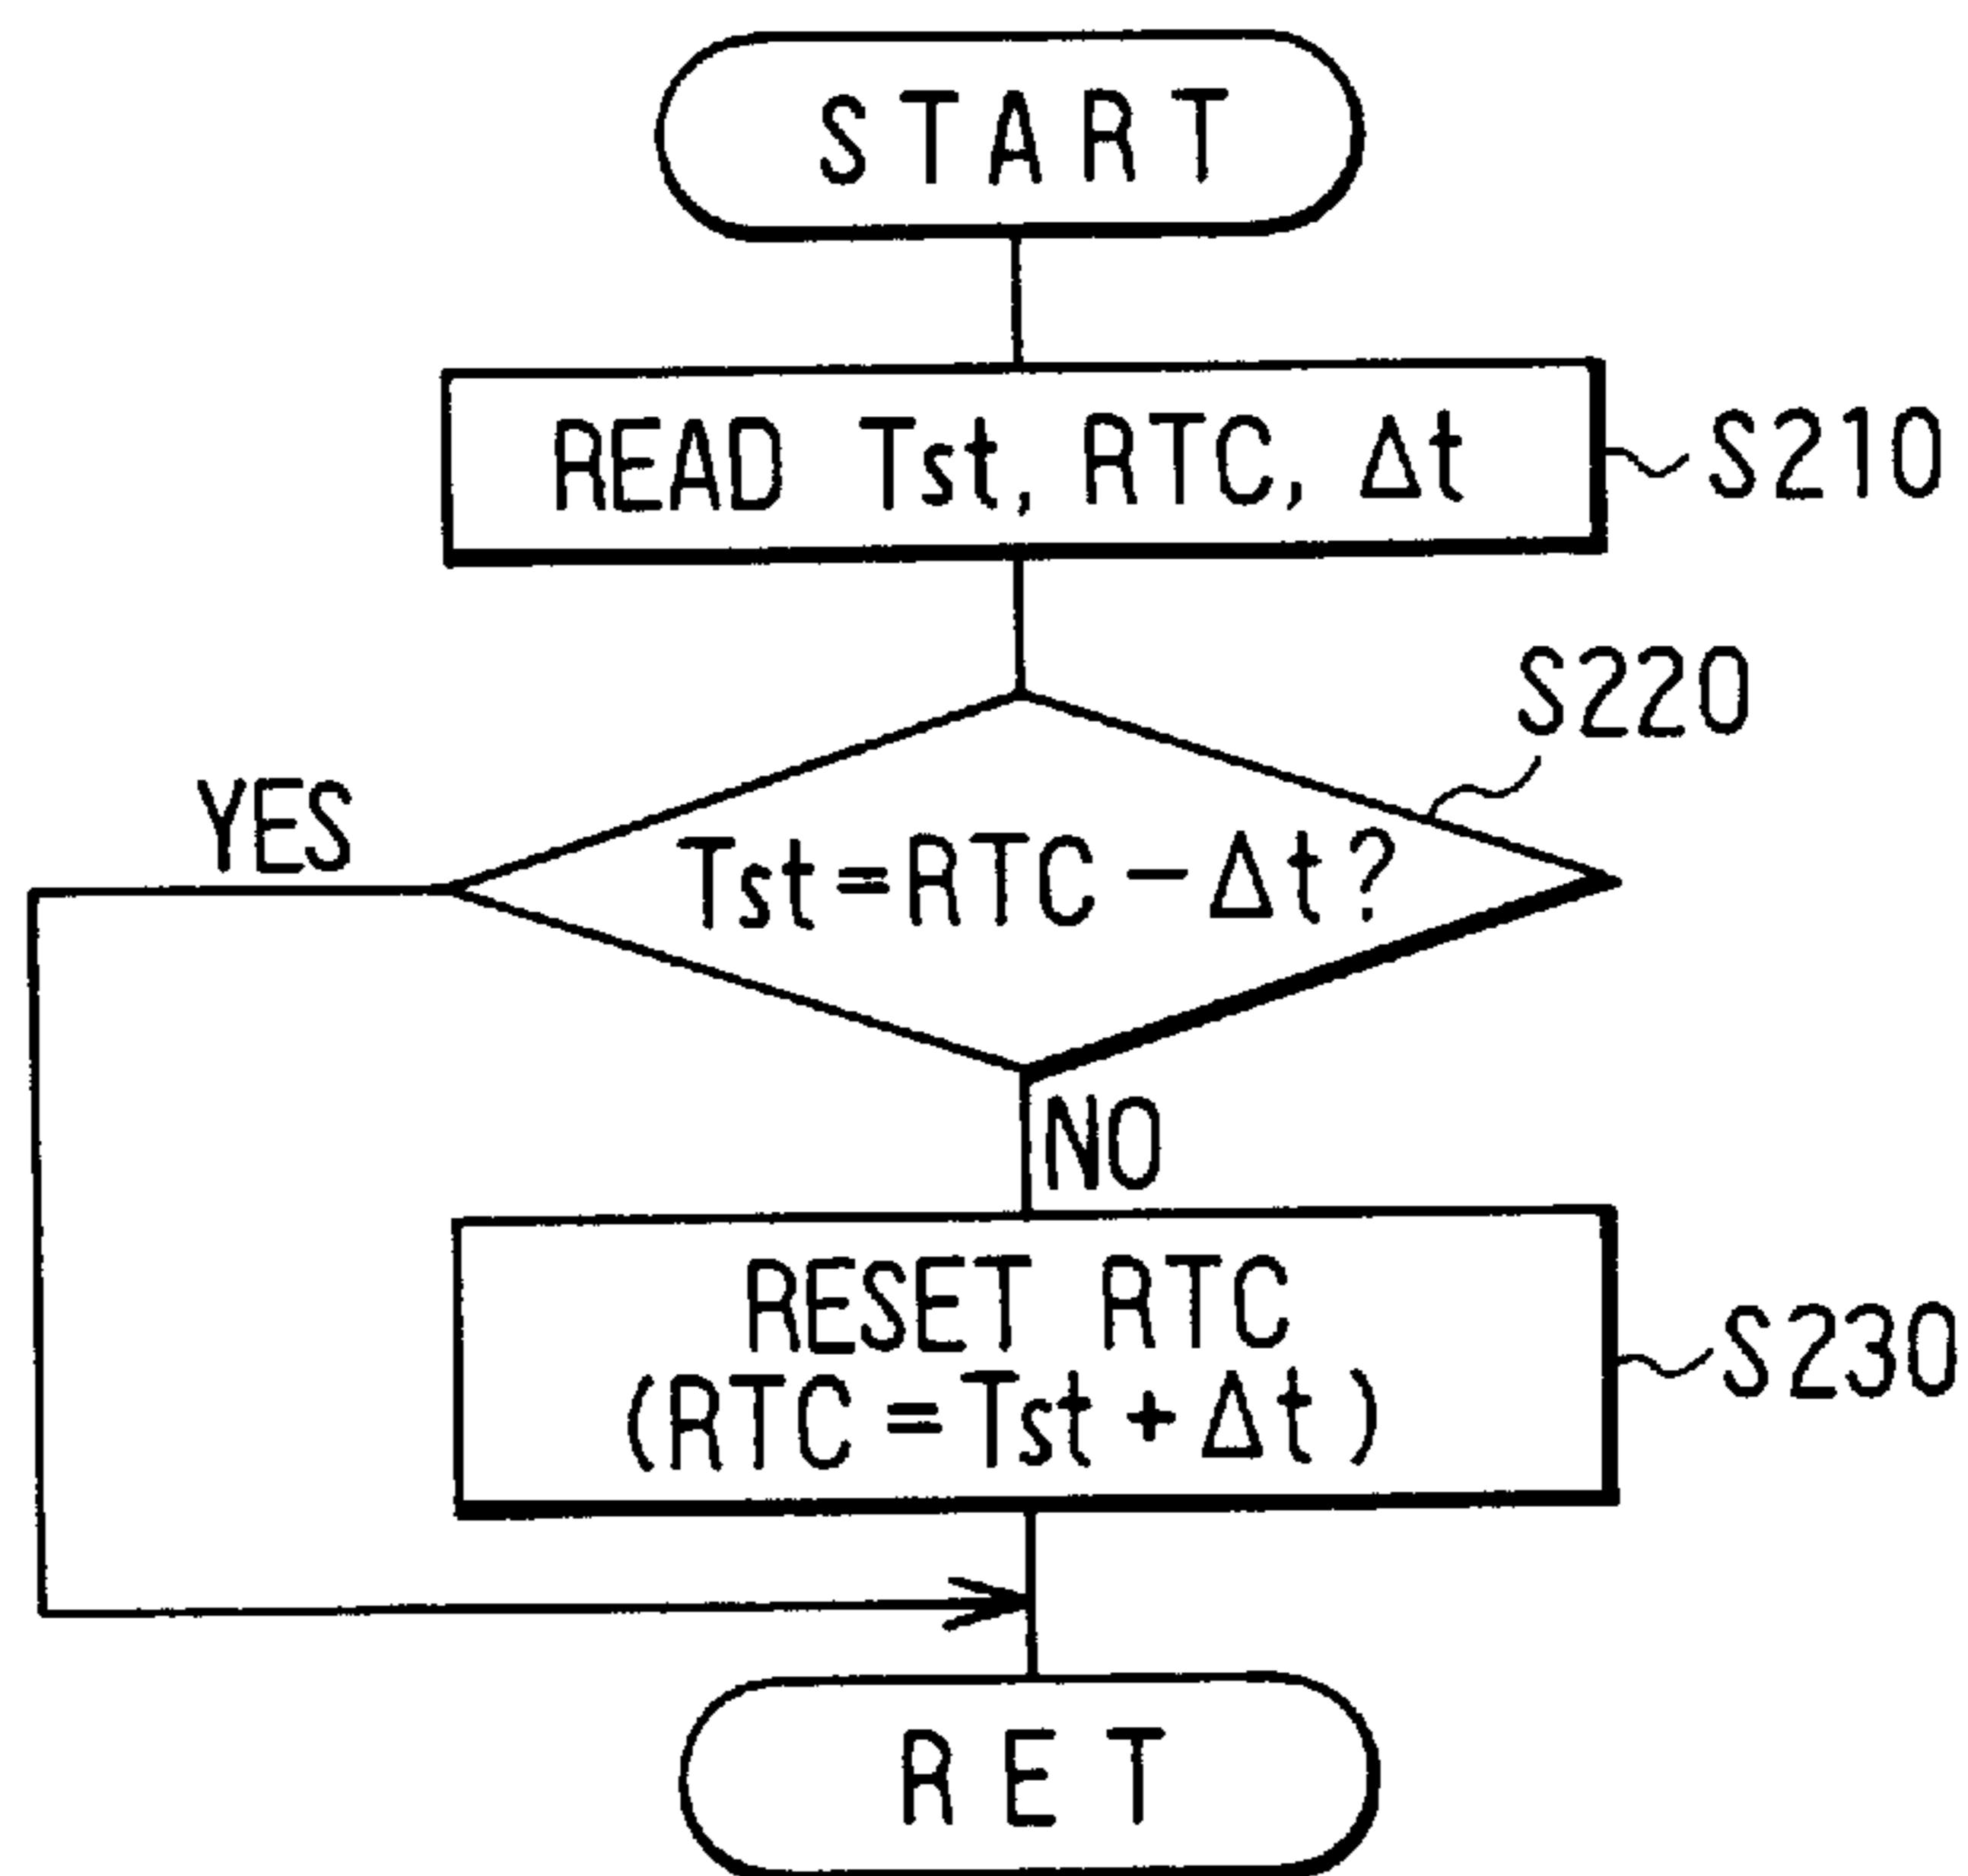 START
READ Tst, RTC, Δt
S210
S220
YES
Tst=RTC-Δt?
NO
RESET RTC
(RTC=Tst+Δt)
S230
RET